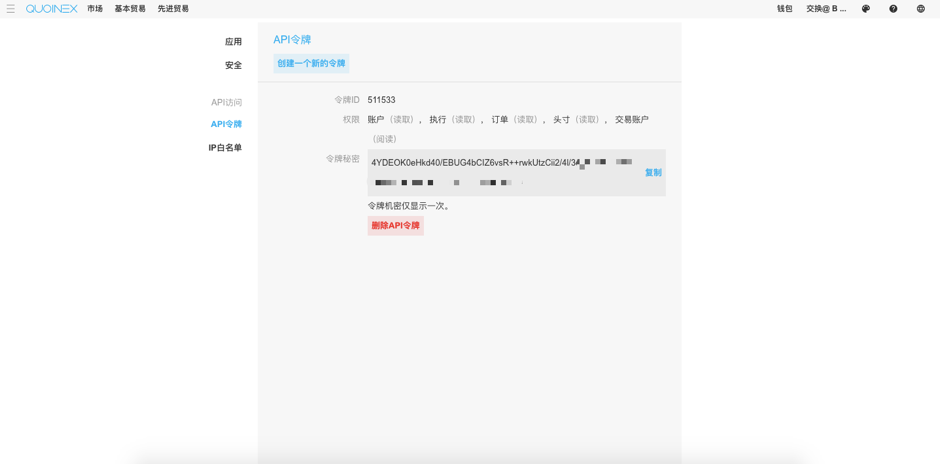 QUOINEX 市场 基本贸易 先进贸易 钱包 交换@ B ...
应用
安全
API访问
API令牌
IP白名单
API令牌
创建一个新的令牌
令牌ID 511533
权限 账户（读取）， 执行（读取）， 订单（读取）， 头寸（读取）， 交易账户
（阅读）
令牌秘密 4YDEOK0eHkd40/EBUG4bCIZ6vsR++rwkUtzCii2/4l/3
复制
令牌机密仅显示一次。
删除API令牌